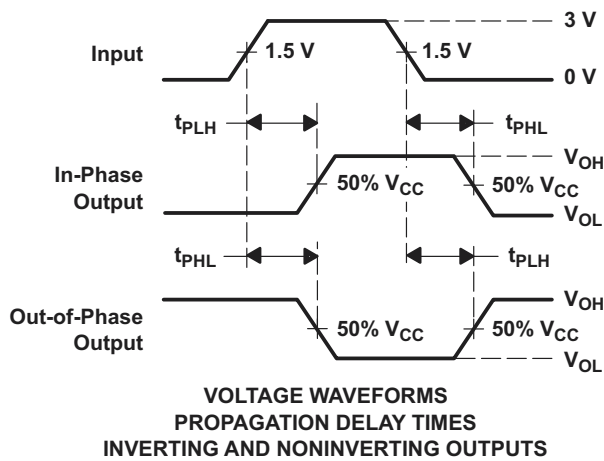 3 V
Input
1.5 V
1.5 V
0 V
tPLH
tPHL
VOH
In-Phase
Output
50% VCC
50% VCC
VOL
tPHL
tPLH
VOH
Out-of-Phase
Output
50% VCC
50% VCC
VOL
VOLTAGE WAVEFORMS
PROPAGATION DELAY TIMES
INVERTING AND NONINVERTING OUTPUTS